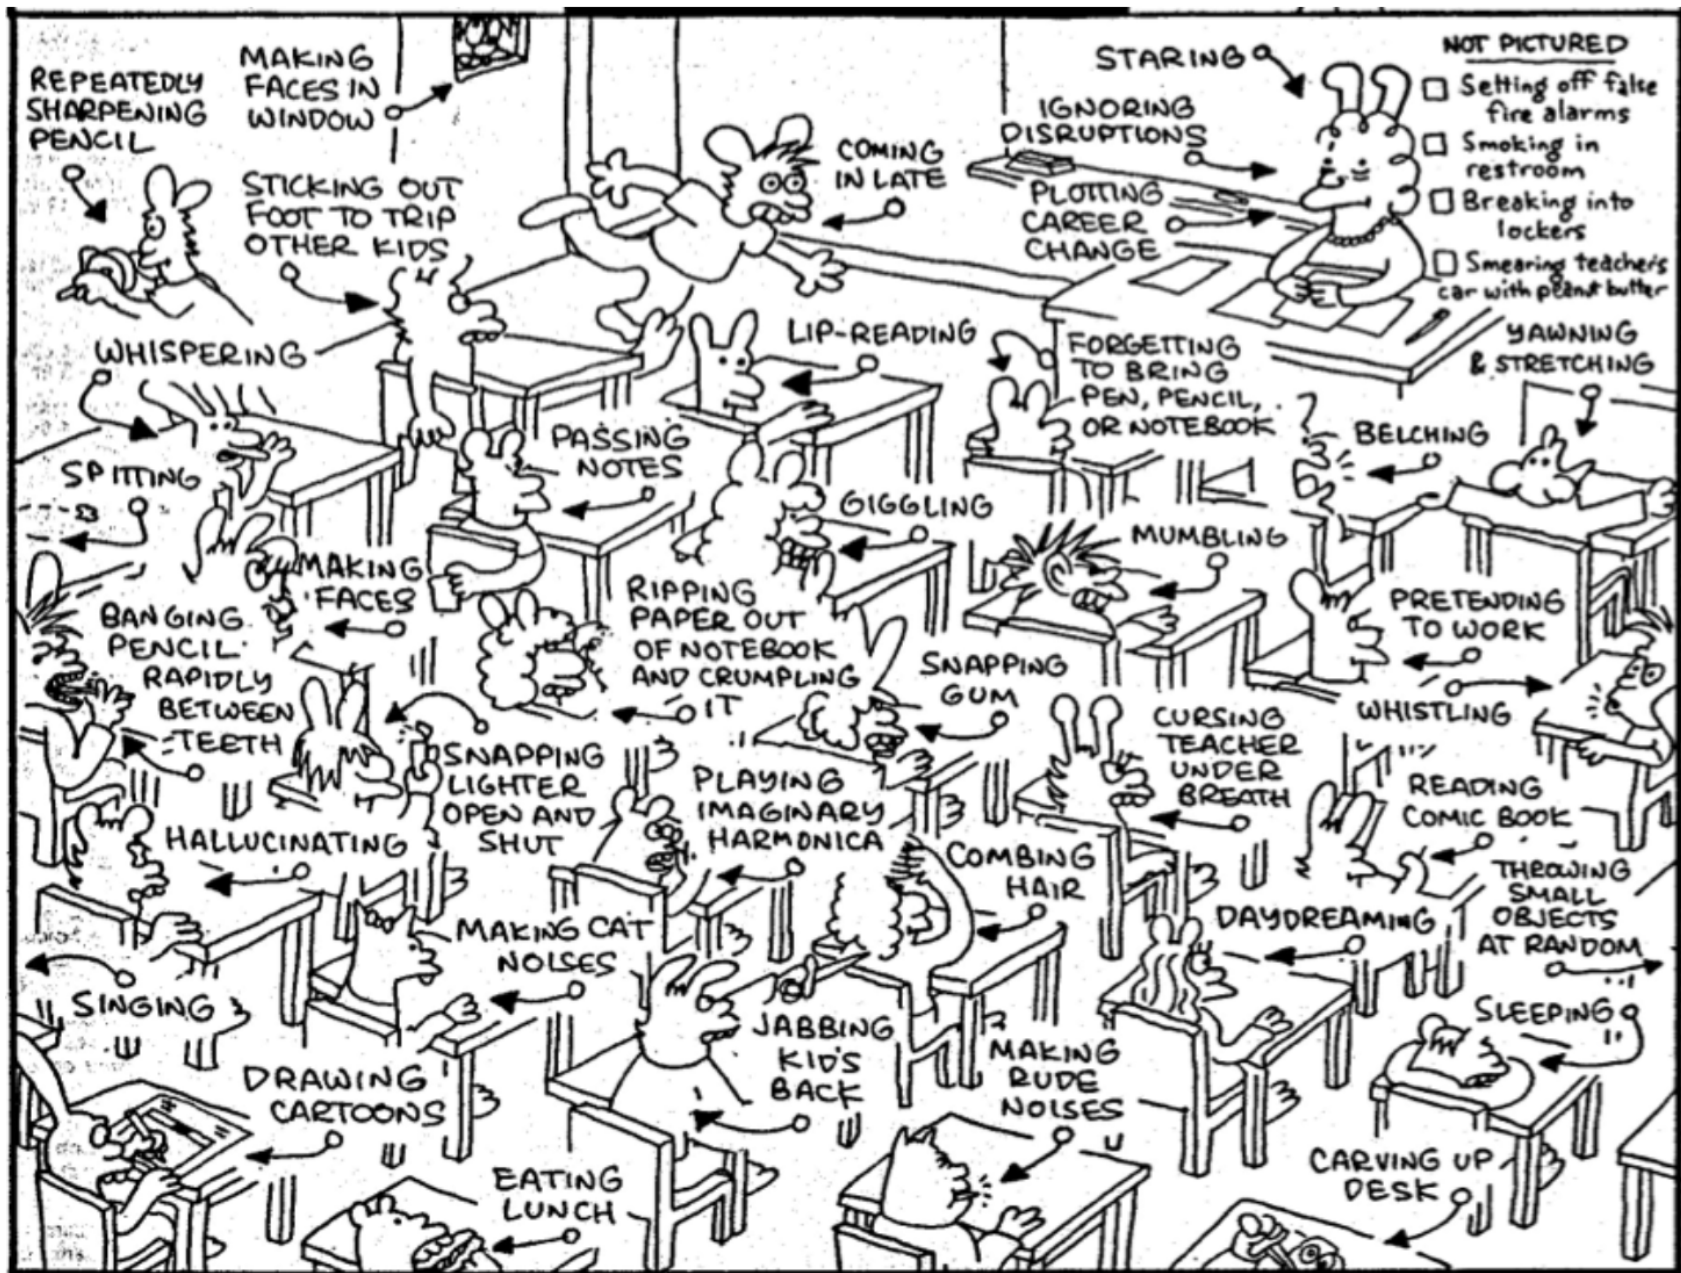 REPEATEDLY
SHARPENING
PENCIL
MAKING
FACES IN
WINDOW
STICKING OUT
FOOT TO TRIP
OTHER KIDS
COMING
IN LATE
STARING
IGNORING
DISRUPTIONS
PLOTTING
CAREER
CHANGE
NOT PICTURED
Setting off false
fire alarms
Smoking in
restroom
Breaking into
lockers
Smearing teacher's
car with peanut butter
WHISPERING
LIP-READING
FORGETTING
TO BRING
PEN, PENCIL,
OR NOTEBOOK
YAWNING
& STRETCHING
SPITTING
PASSING
NOTES
GIGGLING
BELCHING
MUMBLING
MAKING
FACES
BANGING
PENCIL
RAPIDLY
BETWEEN
TEETH
RIPPING
PAPER OUT
OF NOTEBOOK
AND CRUMPLING
IT
SNAPPING
GUM
PRETENDING
TO WORK
WHISTLING
SNAPPING
LIGHTER
OPEN AND
SHUT
PLAYING
IMAGINARY
HARMONICA
CURSING
TEACHER
UNDER
BREATH
READING
COMIC BOOK
HALLUCINATING
COMBING
HAIR
THROWING
SMALL
OBJECTS
AT RANDOM
MAKING CAT
NOISES
DAYDREAMING
SINGING
JABBING
KID'S
BACK
SLEEPING
DRAWING
CARTOONS
MAKING
RUDE
NOISES
EATING
LUNCH
CARVING UP
DESK